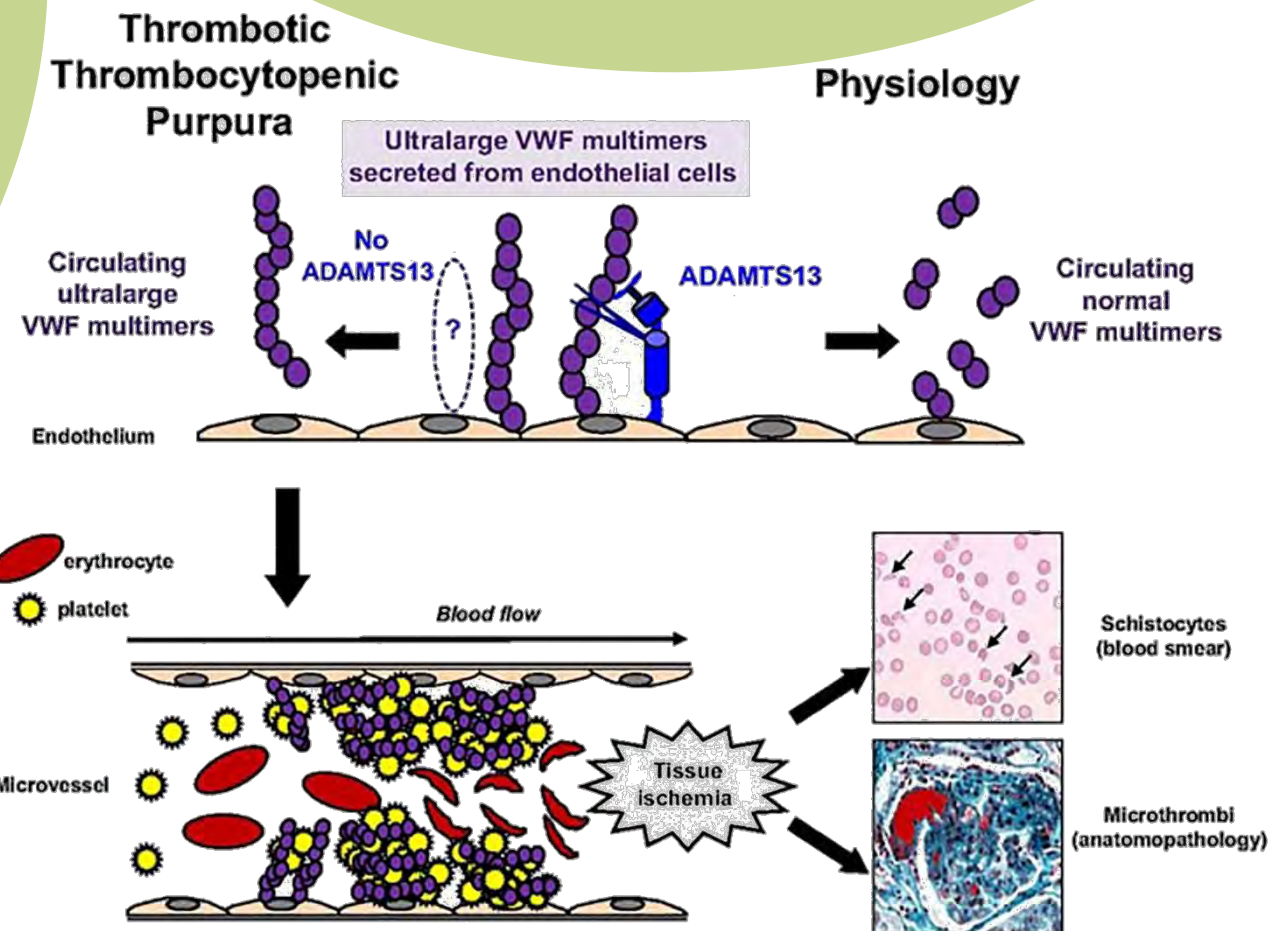 Thrombotic
Thrombocytopenic
Purpura
Physiology
Ultralarge VWF multimers
secreted from endothelial cells
Circulating
ultralarge
VWF multimers
No
ADAMTS13
?
ADAMTS13
Circulating
normal
VWF multimers
Endothelium
erythrocyte
platelet
Blood flow
Microvessel
Tissue
ischemia
Schistocytes
(blood smear)
Microthrombi
(anatomopathology)